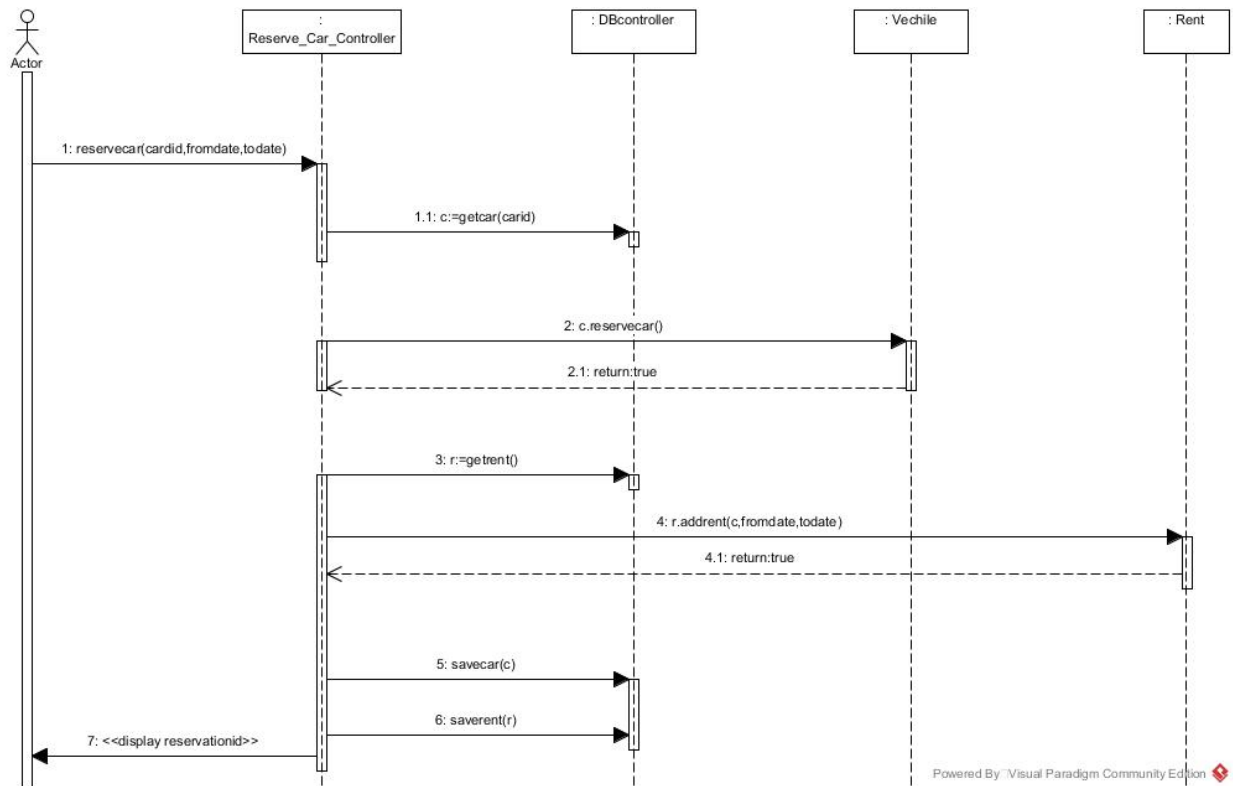 Actor
:
Reserve_Car_Controller
: DBcontroller
: Vechile
: Rent
1: reservecar(cardid,fromdate,todate)
1.1: c:=getcar(carid)
2: c.reservecar()
2.1: return:true
3: r:=getrent()
4: r.addrent(c,fromdate,todate)
4.1: return:true
5: savecar(c)
6: saverent(r)
7: <<display reservationid>>
Powered By Visual Paradigm Community Edition